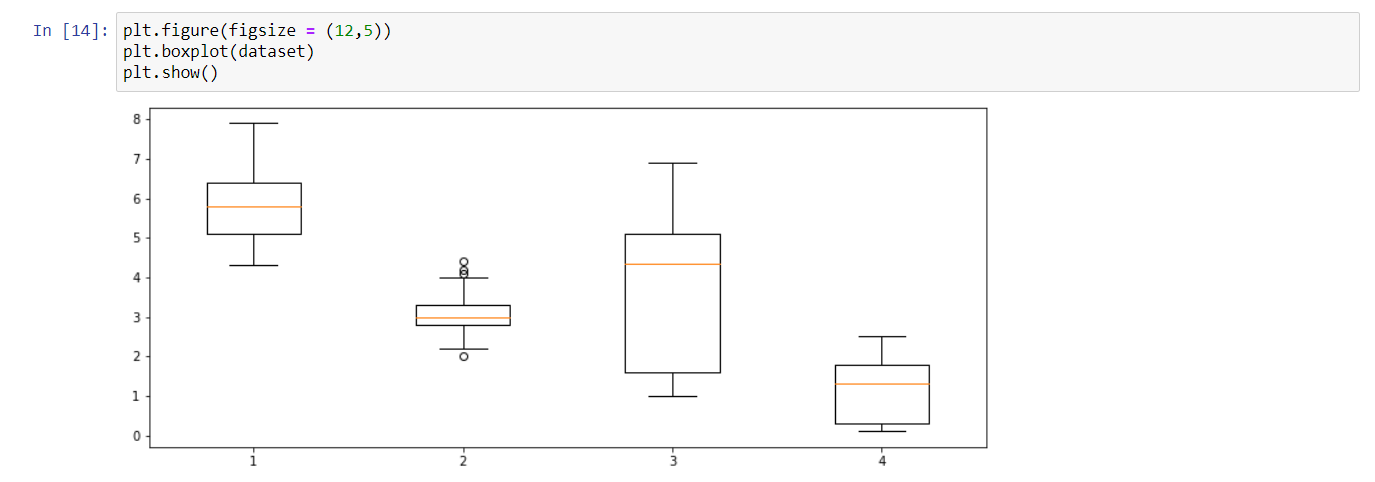 In [14]: plt.figure(figsize = (12,5))
plt.boxplot(dataset)
plt.show()
8
7
6
5
4
3
2
1
0
1 2 3 4